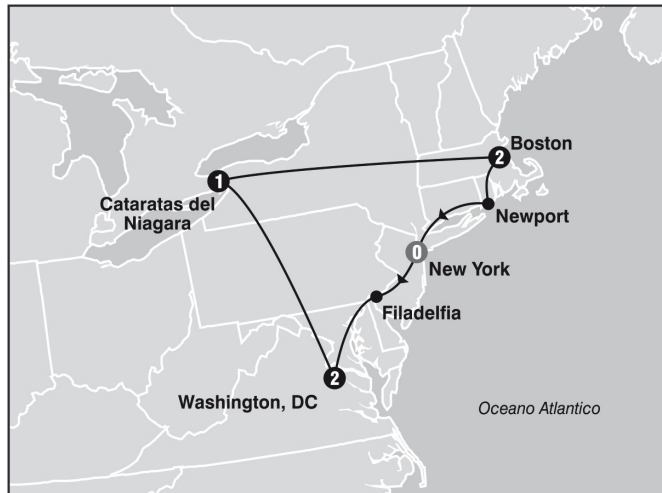 Boston
2
1
Cataratas del
Niagara
Newport
0
New York
Filadelfia
2
Washington, DC
Oceano Atlantico